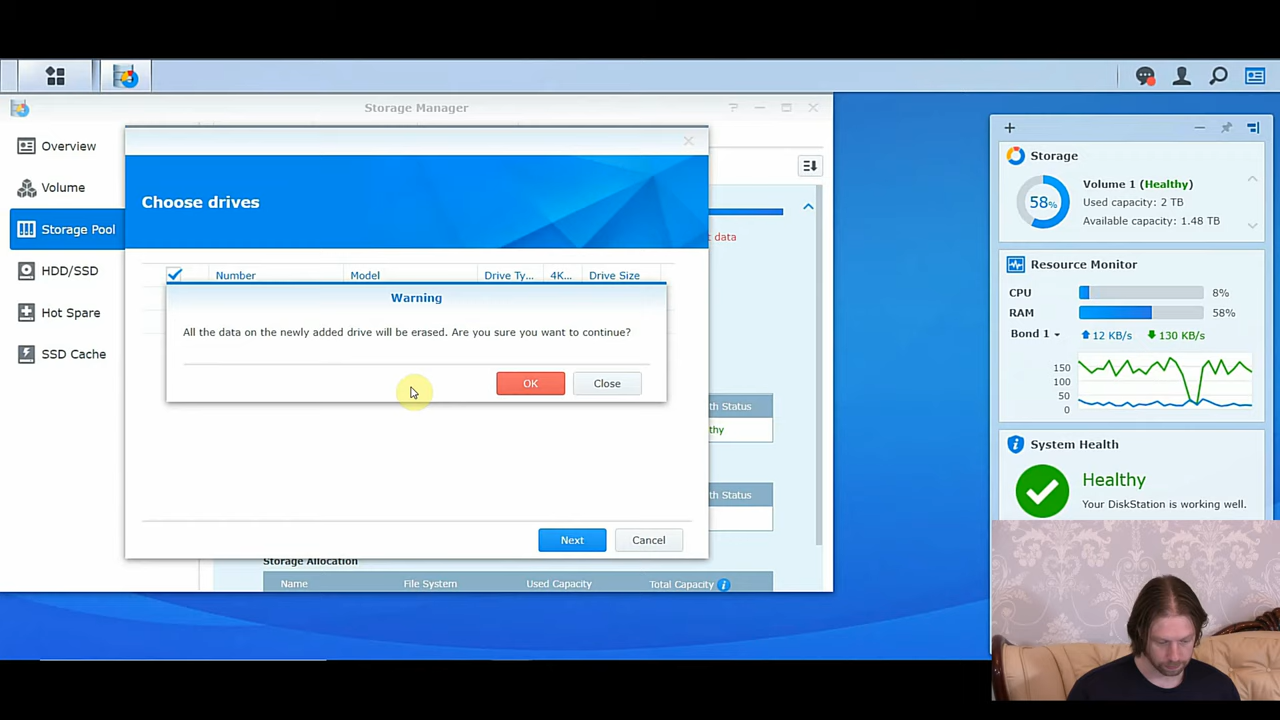 Storage Manager
?
Overview
Volume
Storage Pool
HDD/SSD
Hot Spare
SSD Cache
Choose drives
data
Number Model Drive Ty... 4K... Drive Size
Warning
All the data on the newly added drive will be erased. Are you sure you want to continue?
OK Close
th Status
thy
th Status
Next Cancel
Storage Allocation
Name File System Used Capacity Total Capacity i
+
Storage
58%
Volume 1 (Healthy)
Used capacity: 2 TB
Available capacity: 1.48 TB
Resource Monitor
CPU 8%
RAM 58%
Bond 1 12 KB/s 130 KB/s
150
100
50
0
System Health
Healthy
Your DiskStation is working well.